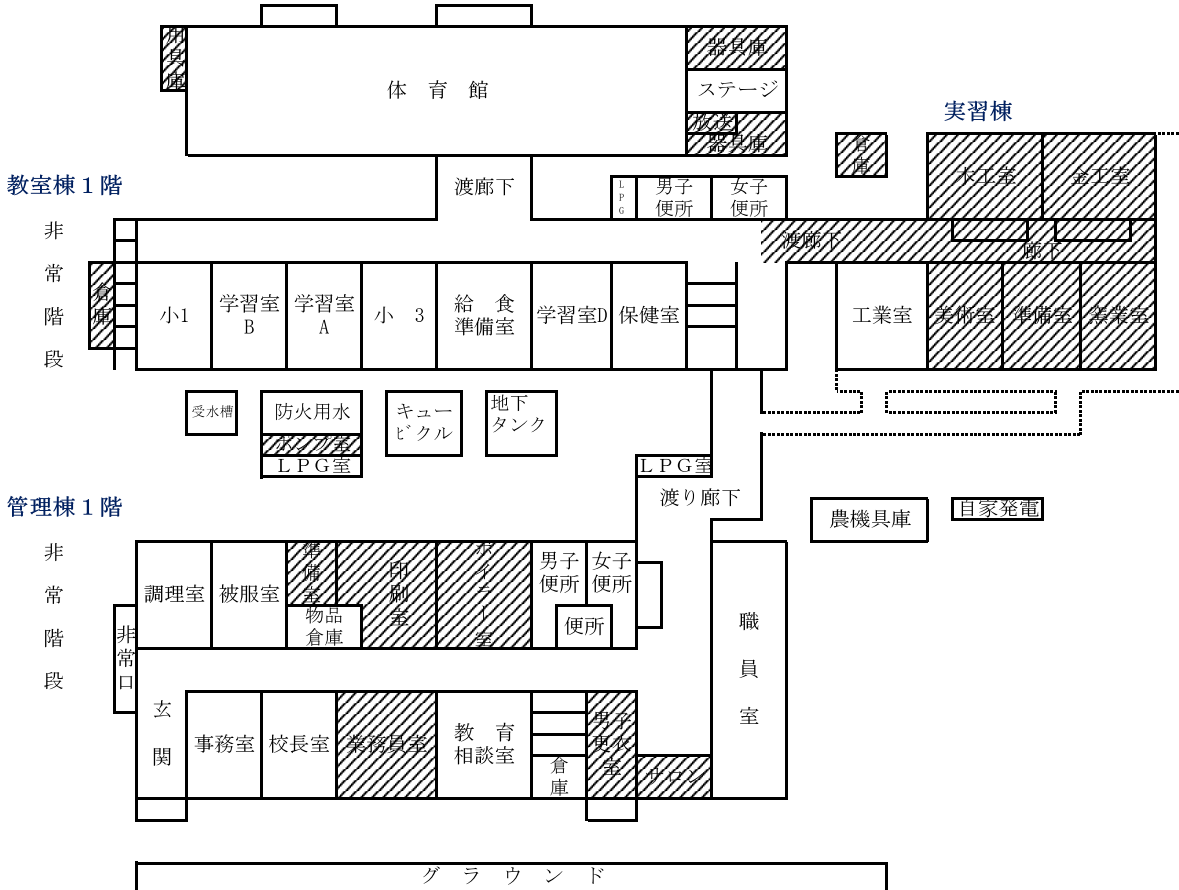 用具庫
体 育 館
器具庫
ステージ
放送
器具庫
実習棟
倉庫
木工室
金工室
教室棟１階
渡廊下
LPG
男子
便所
女子
便所
非常階段
渡廊下
廊下
倉庫
小1
学習室
B
学習室
A
小 3
給 食
準備室
学習室D
保健室
工業室
美術室
準備室
窯業室
受水槽
防火用水
ポンプ室
ＬＰＧ室
キュー
ビクル
地下
タンク
ＬＰＧ室
渡り廊下
管理棟１階
農機具庫
自家発電
非常階段
調理室
被服室
準備室
物品
倉庫
印刷室
ボイラー室
男子
便所
女子
便所
便所
非常口
職員室
玄関
事務室
校長室
業務員室
教 育
相談室
倉庫
男子
更衣
室
サロン
グ ラ ウ ン ド